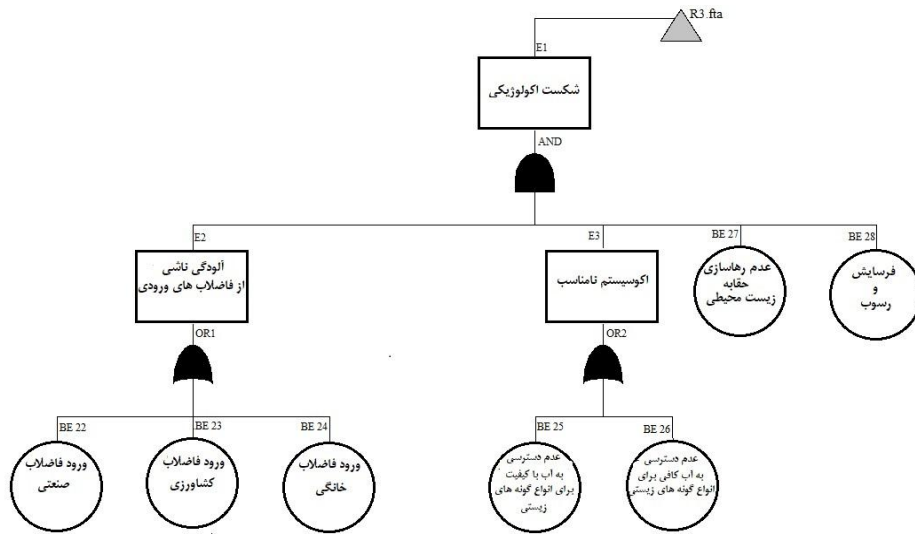 R3.fta
E1
شکست اکولوژیکی
AND
E2
آلودگی ناشی
از فاضلاب های ورودی
E3
اکوسیستم نامناسب
BE 27
عدم رهاسازی
حقابه
زیست محیطی
BE 28
فرسایش
و
رسوب
OR1
OR2
BE 22
ورود فاضلاب
صنعتی
BE 23
ورود فاضلاب
کشاورزی
BE 24
ورود فاضلاب
خانگی
BE 25
عدم دسترسی
به آب با کیفیت
برای انواع گونه های
زیستی
BE 26
عدم دسترسی
به آب کافی برای
انواع گونه های زیستی